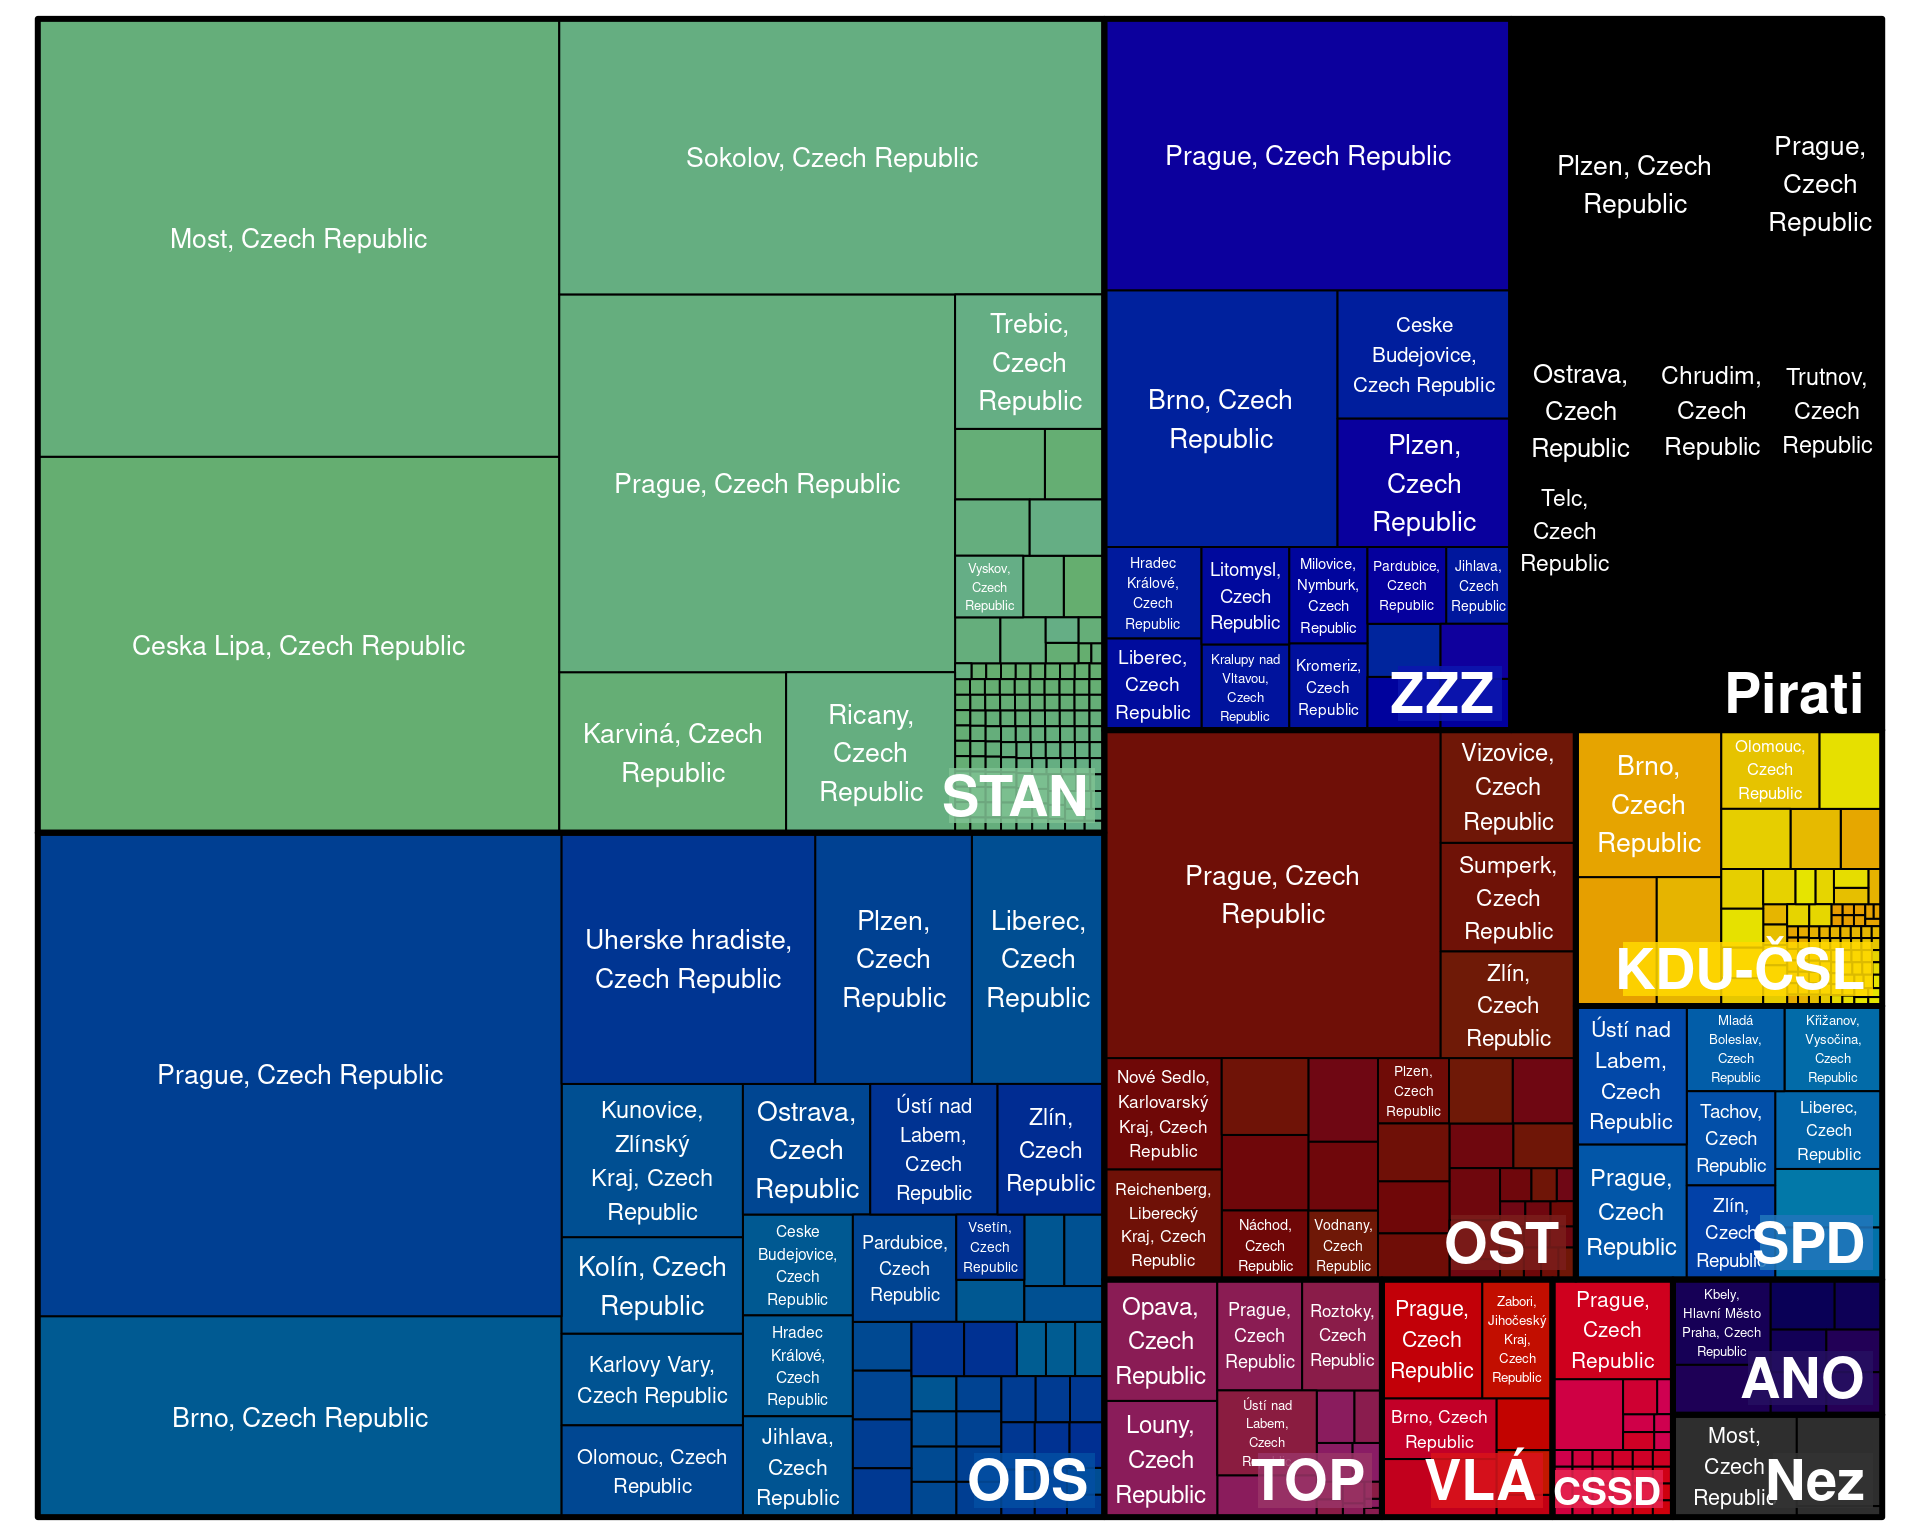 Most, Czech Republic
Ceska Lipa, Czech Republic
Sokolov, Czech Republic
Prague, Czech Republic
Trebic,
Czech
Republic
Vyskov,
Czech
Republic
Karviná, Czech
Republic
Ricany,
Czech
Republic
STAN
Prague, Czech Republic
Brno, Czech Republic
Uherske hradiste,
Czech Republic
Plzen,
Czech
Republic
Liberec,
Czech
Republic
Kunovice,
Zlínský
Kraj, Czech
Republic
Kolín, Czech
Republic
Karlovy Vary,
Czech Republic
Olomouc, Czech
Republic
Ostrava,
Czech
Republic
Ústí nad
Labem,
Czech
Republic
Zlín,
Czech
Republic
Ceske
Budejovice,
Czech
Republic
Hradec
Králové,
Czech
Republic
Jihlava,
Czech
Republic
Pardubice,
Czech
Republic
Vsetín,
Czech
Republic
ODS
Prague, Czech Republic
Brno, Czech
Republic
Ceske
Budejovice,
Czech Republic
Plzen,
Czech
Republic
Hradec
Králové,
Czech
Republic
Liberec,
Czech
Republic
Litomysl,
Czech
Republic
Kralupy nad
Vltavou,
Czech
Republic
Milovice,
Nymburk,
Czech
Republic
Kromeriz,
Czech
Republic
Pardubice,
Czech
Republic
Jihlava,
Czech
Republic
ZZZ
Plzen, Czech
Republic
Prague,
Czech
Republic
Ostrava,
Czech
Republic
Chrudim,
Czech
Republic
Trutnov,
Czech
Republic
Telc,
Czech
Republic
Pirati
Prague, Czech
Republic
Vizovice,
Czech
Republic
Sumperk,
Czech
Republic
Zlín,
Czech
Republic
Nové Sedlo,
Karlovarský
Kraj, Czech
Republic
Reichenberg,
Liberecký
Kraj, Czech
Republic
Náchod,
Czech
Republic
Vodnany,
Czech
Republic
Plzen,
Czech
Republic
OST
Brno,
Czech
Republic
Olomouc,
Czech
Republic
KDU-ČSL
Ústí nad
Labem,
Czech
Republic
Prague,
Czech
Republic
Mladá
Boleslav,
Czech
Republic
Křižanov,
Vysočina,
Czech
Republic
Tachov,
Czech
Republic
Liberec,
Czech
Republic
Zlín,
Czech
Republic
SPD
Opava,
Czech
Republic
Louny,
Czech
Republic
Prague,
Czech
Republic
Roztoky,
Czech
Republic
Ústí nad
Labem,
Czech
TOP
Prague,
Czech
Republic
Zabori,
Jihočeský
Kraj,
Czech
Republic
Brno, Czech
Republic
VLÁ
Prague,
Czech
Republic
CSSD
Kbely,
Hlavní Město
Praha, Czech
Republic
ANO
Most,
Czech
Republic
Nez